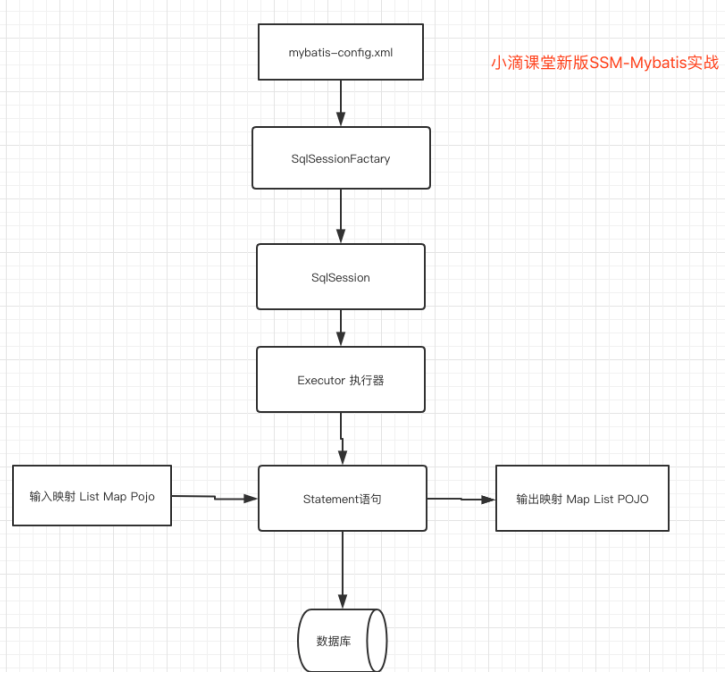 mybatis-config.xml
小滴课堂新版SSM-Mybatis实战
SqlSessionFactary
SqlSession
Executor 执行器
输入映射 List Map Pojo
Statement语句
输出映射 Map List POJO
数据库